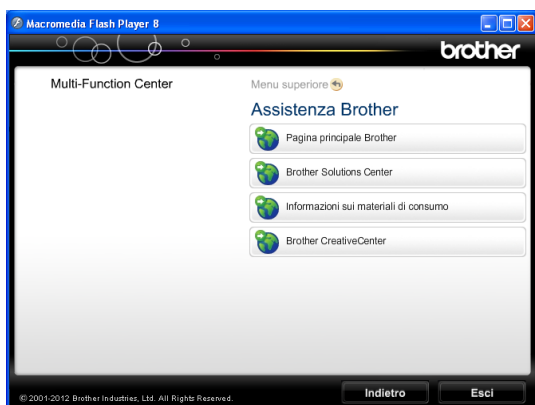 Macromedia Flash Player 8
brother
Multi-Function Center
Menu superiore
Assistenza Brother
Pagina principale Brother
Brother Solutions Center
Informazioni sui materiali di consumo
Brother CreativeCenter
© 2001-2012 Brother Industries, Ltd. All Rights Reserved.
Indietro
Esci